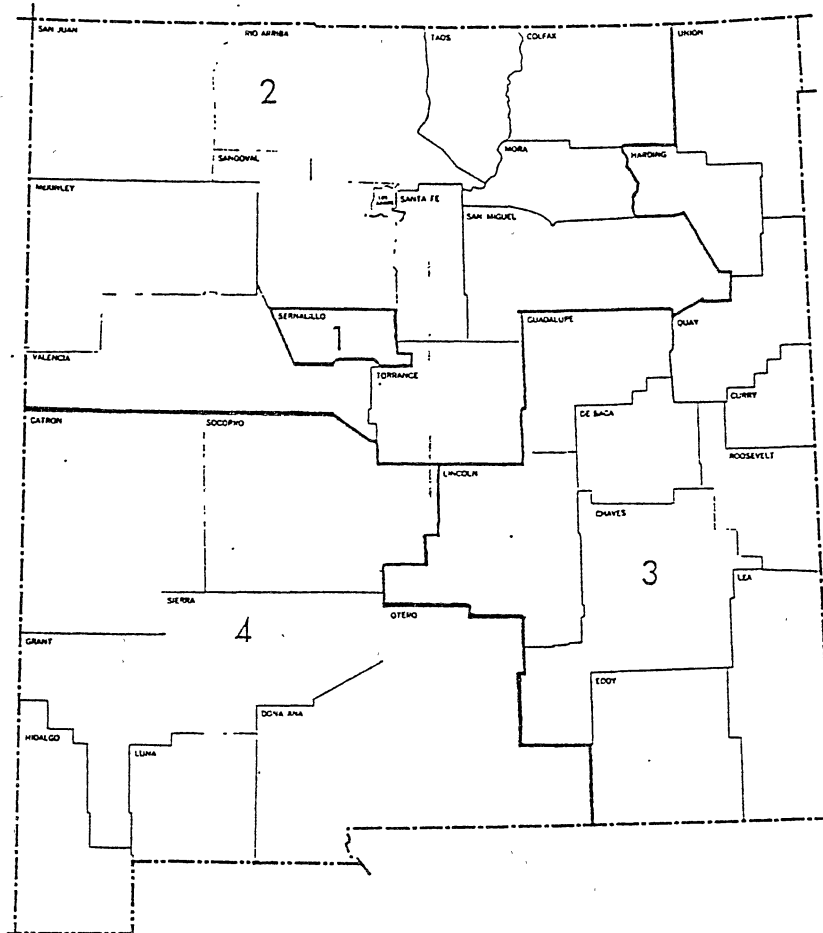 SAN JUAN
RIO ARRIBA
TAOS
COLFAX
UNION
2
SANDOVAL
MORA
HARDING
McKINLEY
LOS ALAMOS
SANTA FE
SAN MIGUEL
BERNALILLO
1
GUADALUPE
QUAY
VALENCIA
TORRANCE
CURRY
CATRON
SOCORRO
DE BACA
ROOSEVELT
LINCOLN
CHAVES
3
LEA
SIERRA
OTERO
4
GRANT
EDDY
HIDALGO
LUNA
DONA ANA